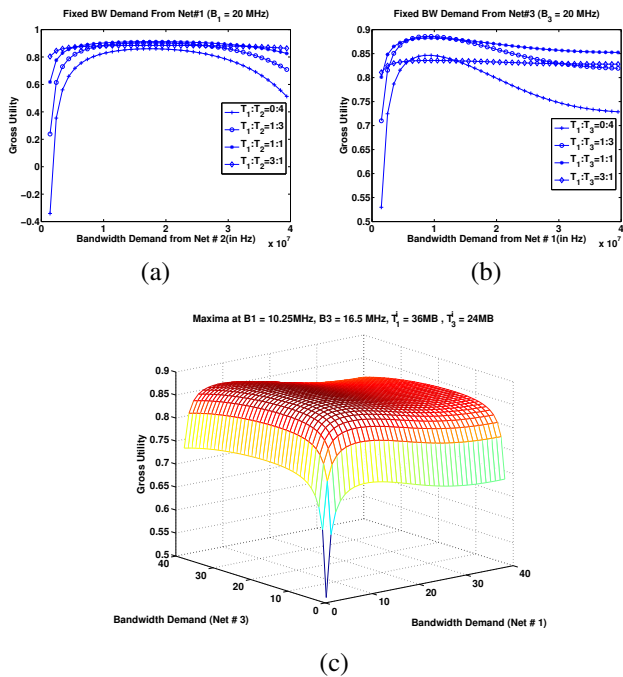 Fixed BW Demand From Net#1 (B1 = 20 MHz)
1
0.8
0.6
0.4
0.2
0
-0.2
-0.4
Gross Utility
T1:T2=0:4
T1:T2=1:3
T1:T2=1:1
T1:T2=3:1
0 1 2 3 4
x 10^7
Bandwidth Demand from Net # 2(in Hz)
(a)
Fixed BW Demand From Net#3 (B3 = 20 MHz)
0.9
0.85
0.8
0.75
0.7
0.65
0.6
0.55
0.5
Gross Utility
T1:T3=0:4
T1:T3=1:3
T1:T3=1:1
T1:T3=3:1
0 1 2 3 4
x 10^7
Bandwidth Demand from Net # 1(in Hz)
(b)
Maxima at B1 = 10.25MHz, B3 = 16.5 MHz, T1^i = 36MB , T3^i = 24MB
0.9
0.85
0.8
0.75
0.7
0.65
0.6
0.55
0.5
Gross Utility
40
30
20
10
0
Bandwidth Demand (Net # 3)
0
10
20
30
40
Bandwidth Demand (Net # 1)
(c)